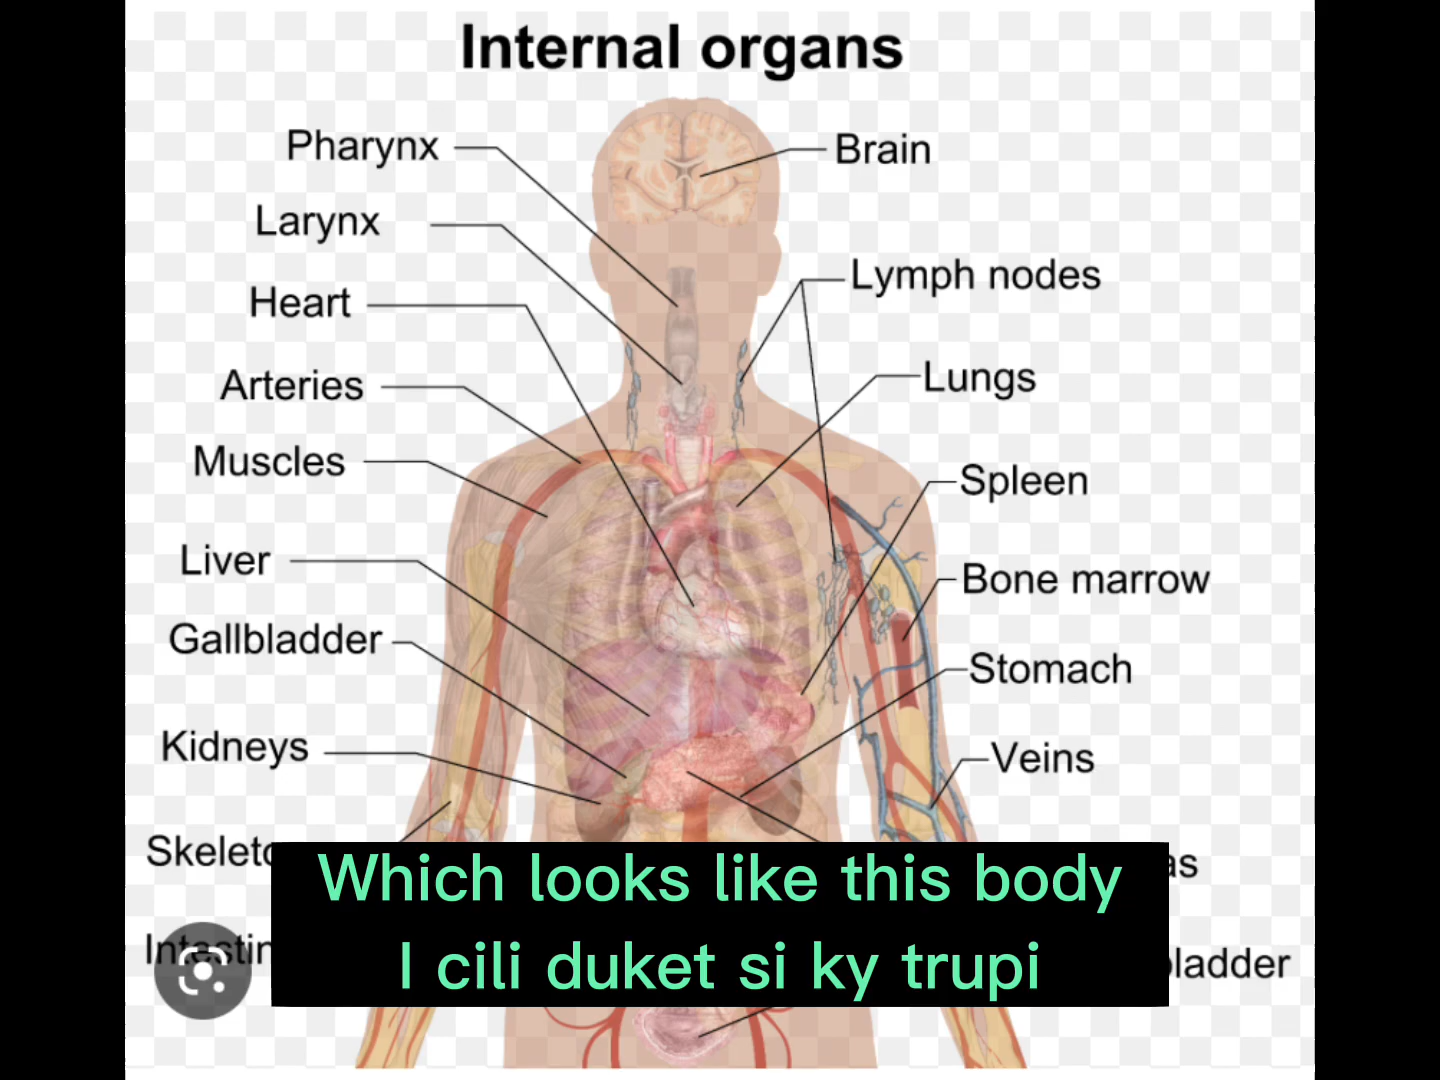 Internal organs
Pharynx
Brain
Larynx
Lymph nodes
Heart
Lungs
Arteries
Muscles
Spleen
Liver
Bone marrow
Gallbladder
Stomach
Kidneys
Veins
Which looks like this body
I cili duket si ky trupi